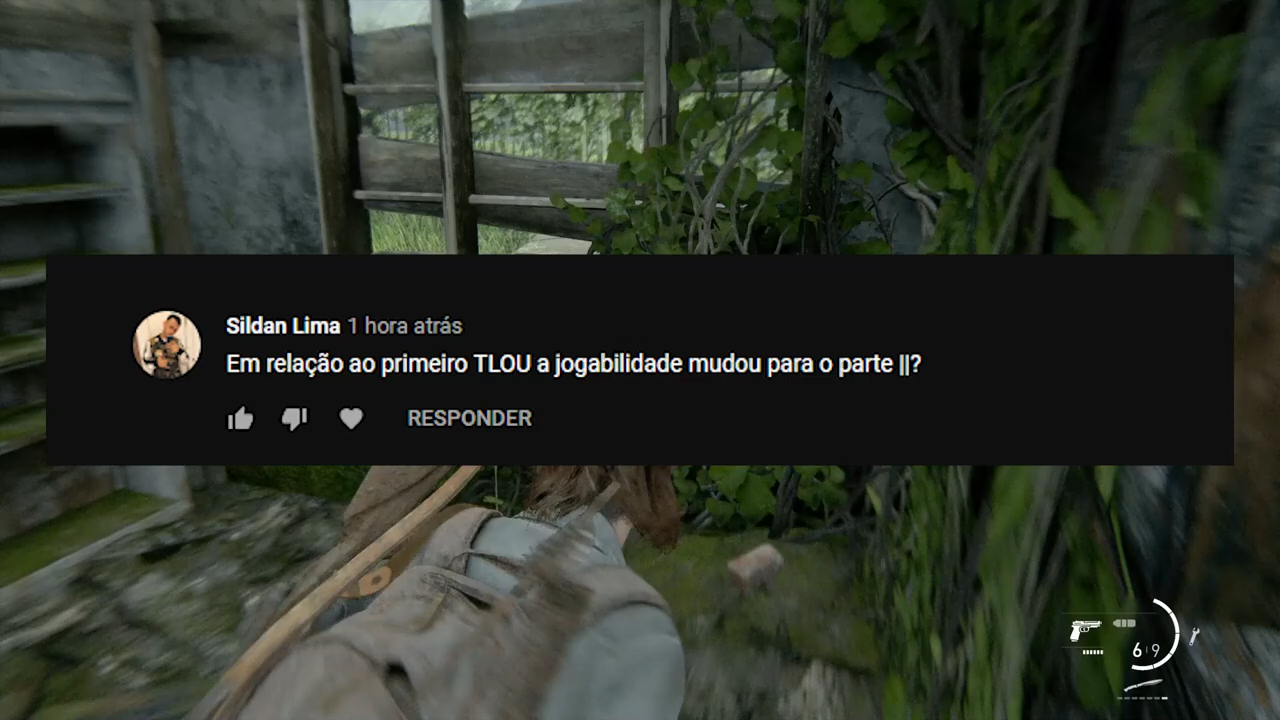 Sildan Lima 1 hora atrás
Em relação ao primeiro TLOU a jogabilidade mudou para o parte ||?
RESPONDER
6 9